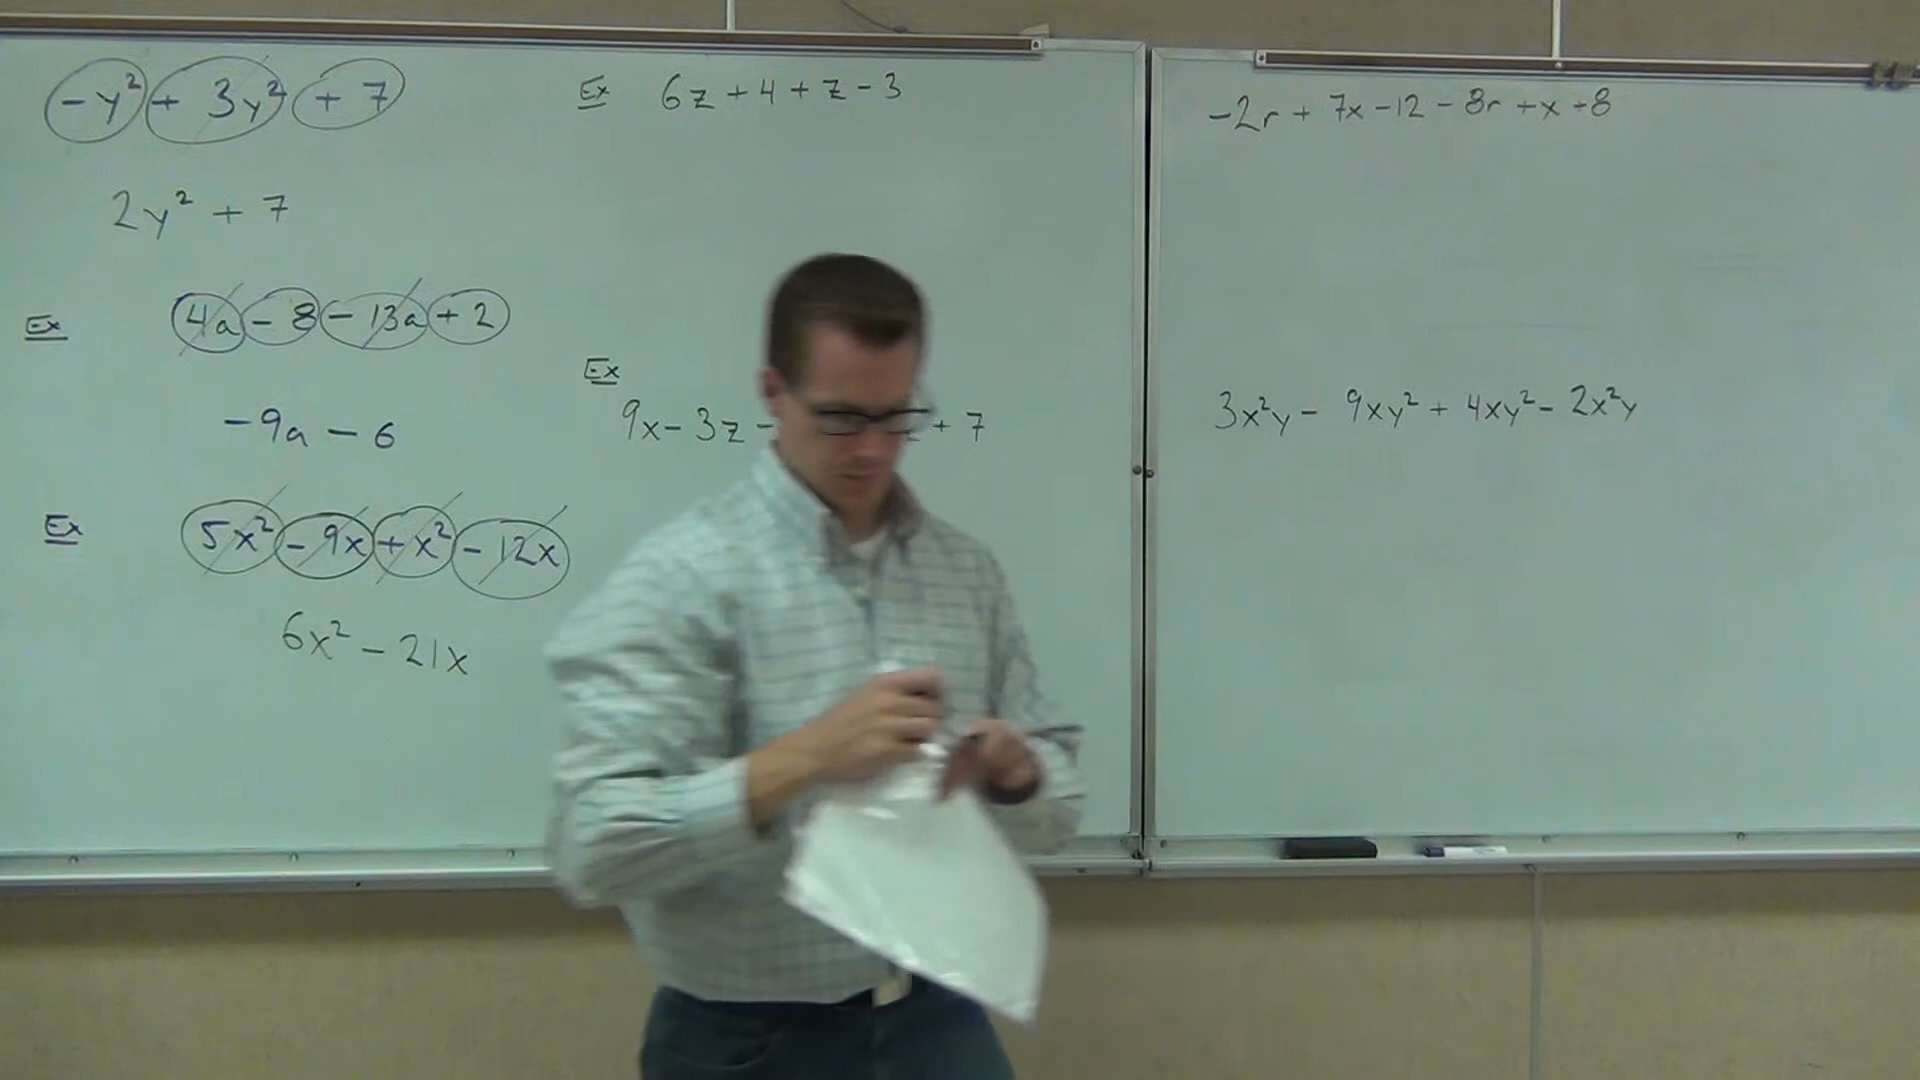 -y² + 3y² + 7
2y² + 7
Ex 4a - 8 - 13a + 2
-9a - 6
Ex 5x² - 9x + x² - 12x
6x² - 21x
Ex 6z + 4 + z - 3
Ex
9x - 3z - + 7
-2r + 7x - 12 - 8r + x + 8
3x²y - 9xy² + 4xy² - 2x²y